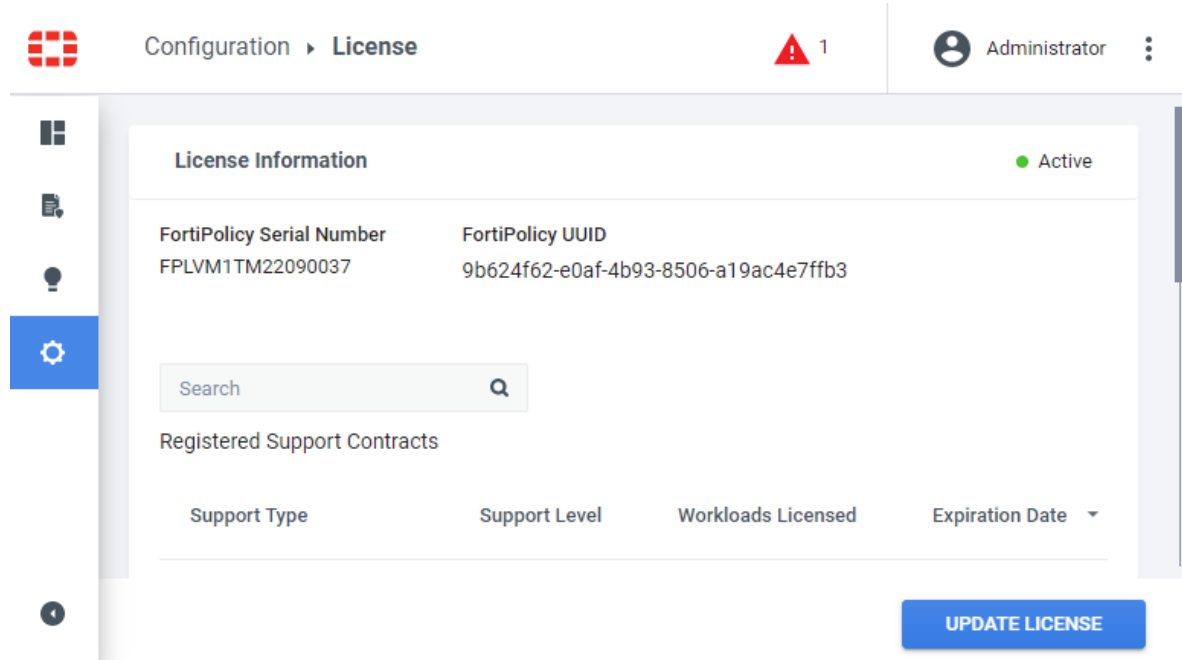 Configuration ▸ License
1
Administrator
License Information
Active
FortiPolicy Serial Number
FortiPolicy UUID
FPLVM1TM22090037
9b624f62-e0af-4b93-8506-a19ac4e7ffb3
Search
Registered Support Contracts
Support Type
Support Level
Workloads Licensed
Expiration Date
UPDATE LICENSE